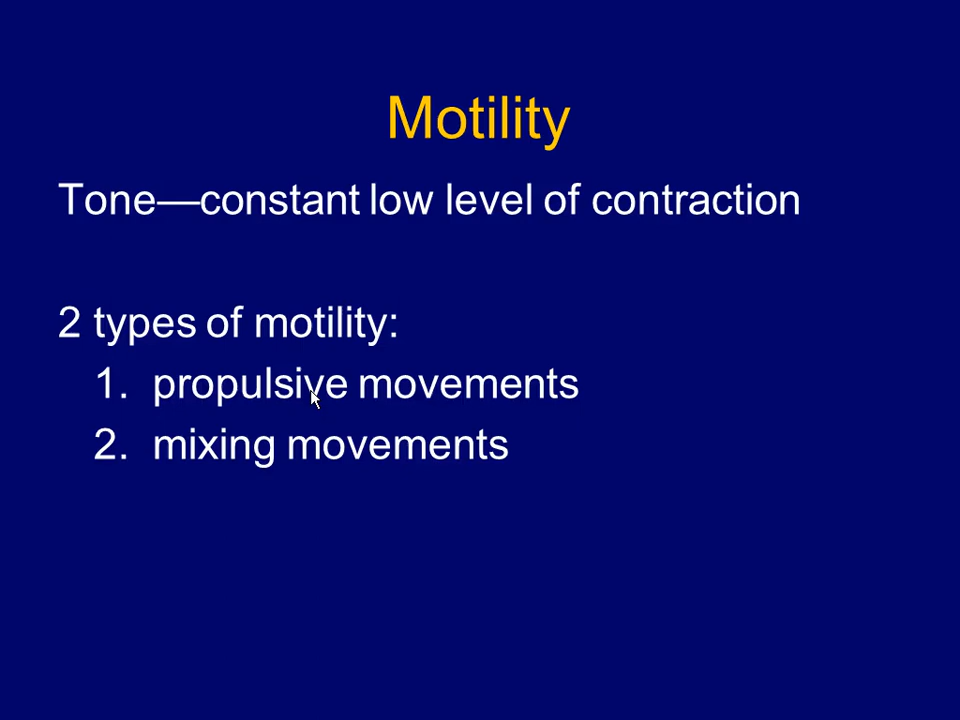 Motility
Tone—constant low level of contraction
2 types of motility:
1. propulsive movements
2. mixing movements